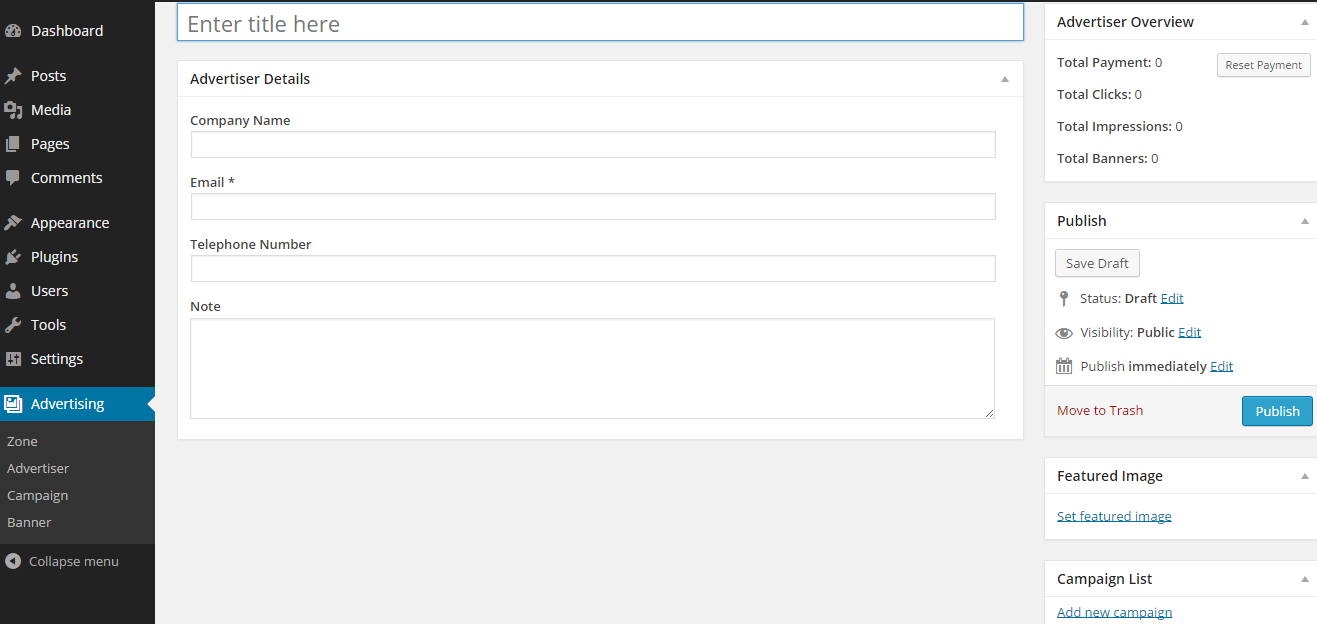 Dashboard
Posts
Media
Pages
Comments
Appearance
Plugins
Users
Tools
Settings
Advertising
Zone
Advertiser
Campaign
Banner
Collapse menu
Enter title here
Advertiser Details
Company Name
Email *
Telephone Number
Note
Advertiser Overview
Total Payment: 0
Reset Payment
Total Clicks: 0
Total Impressions: 0
Total Banners: 0
Publish
Save Draft
Status: Draft Edit
Visibility: Public Edit
Publish immediately Edit
Move to Trash
Publish
Featured Image
Set featured image
Campaign List
Add new campaign